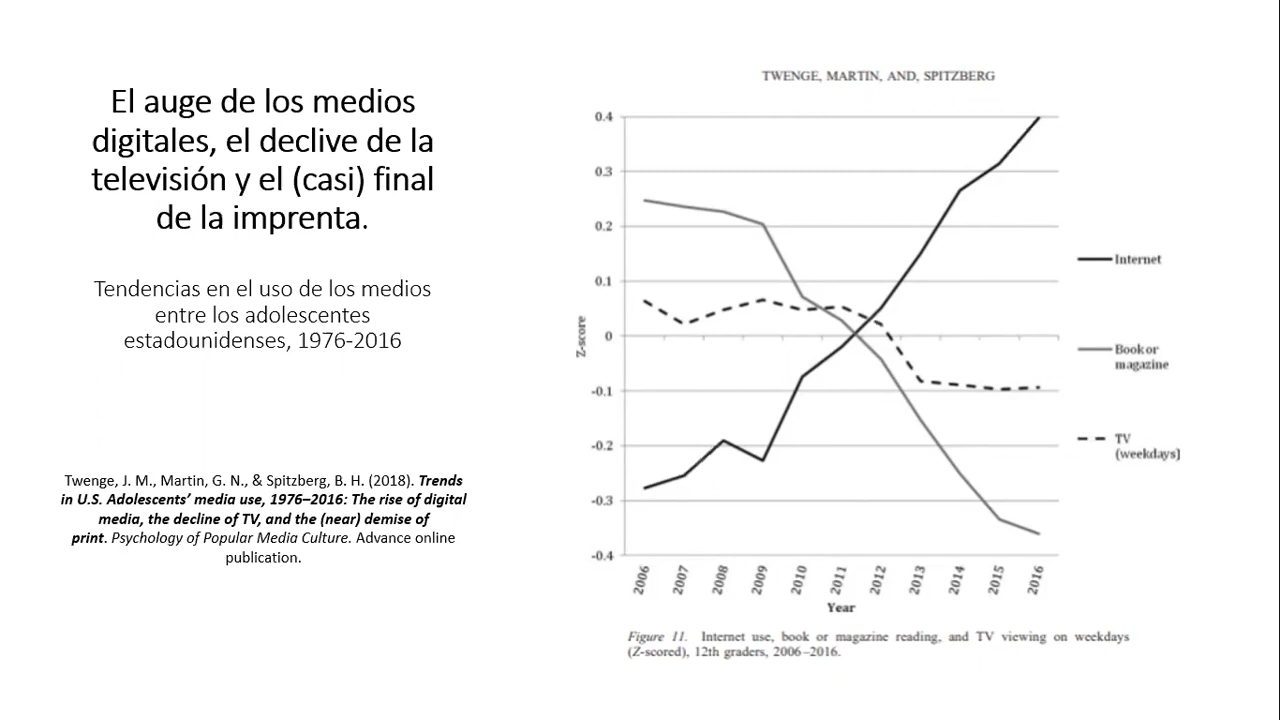 El auge de los medios
digitales, el declive de la
televisión y el (casi) final
de la imprenta.
Tendencias en el uso de los medios
entre los adolescentes
estadounidenses, 1976-2016
Twenge, J. M., Martin, G. N., & Spitzberg, B. H. (2018). Trends
in U.S. Adolescents’ media use, 1976–2016: The rise of digital
media, the decline of TV, and the (near) demise of
print. Psychology of Popular Media Culture. Advance online
publication.
TWENGE, MARTIN, AND, SPITZBERG
0.4
0.3
0.2
0.1
0
-0.1
-0.2
-0.3
-0.4
Z-score
2006
2007
2008
2009
2010
2011
2012
2013
2014
2015
2016
Year
Internet
Book or
magazine
TV
(weekdays)
Figure 11. Internet use, book or magazine reading, and TV viewing on weekdays
(Z-scored), 12th graders, 2006–2016.